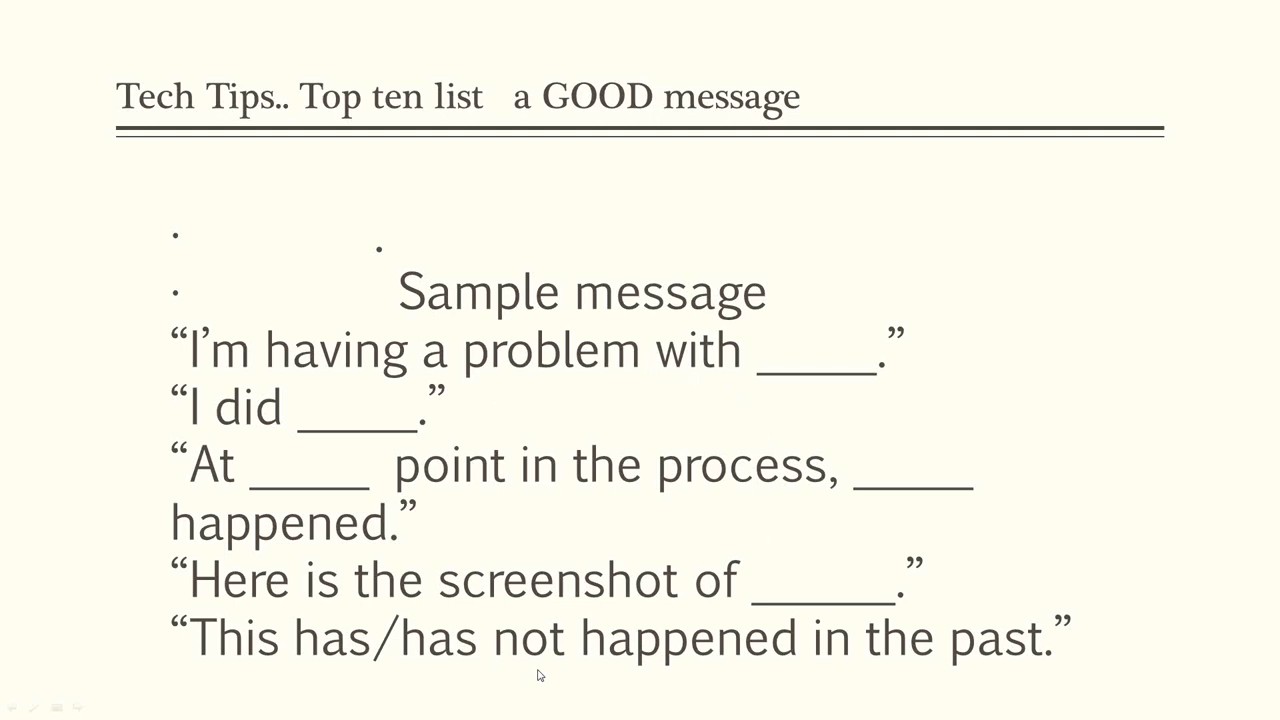 Tech Tips.. Top ten list   a GOOD message
Sample message
“I’m having a problem with _____.”
“I did _____.”
“At _____  point in the process, _____
happened.”
“Here is the screenshot of ______.”
“This has/has not happened in the past.”